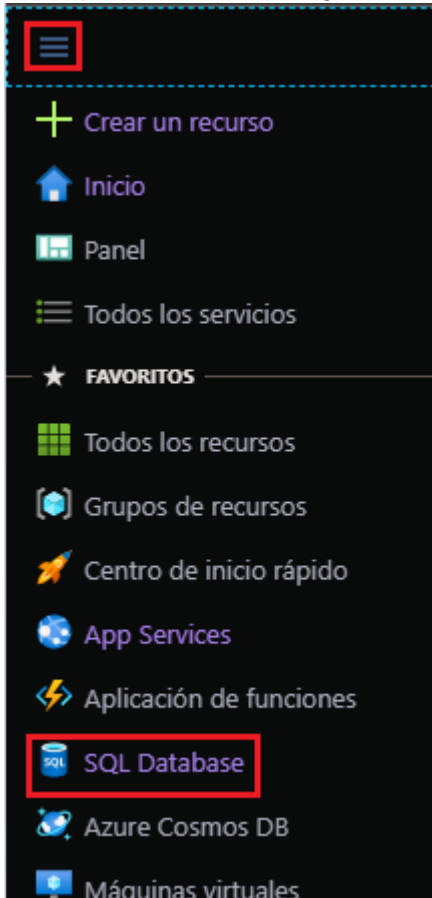 Crear un recurso
Inicio
Panel
Todos los servicios
FAVORITOS
Todos los recursos
Grupos de recursos
Centro de inicio rápido
App Services
Aplicación de funciones
SQL
SQL Database
Azure Cosmos DB
Máquinas virtuales